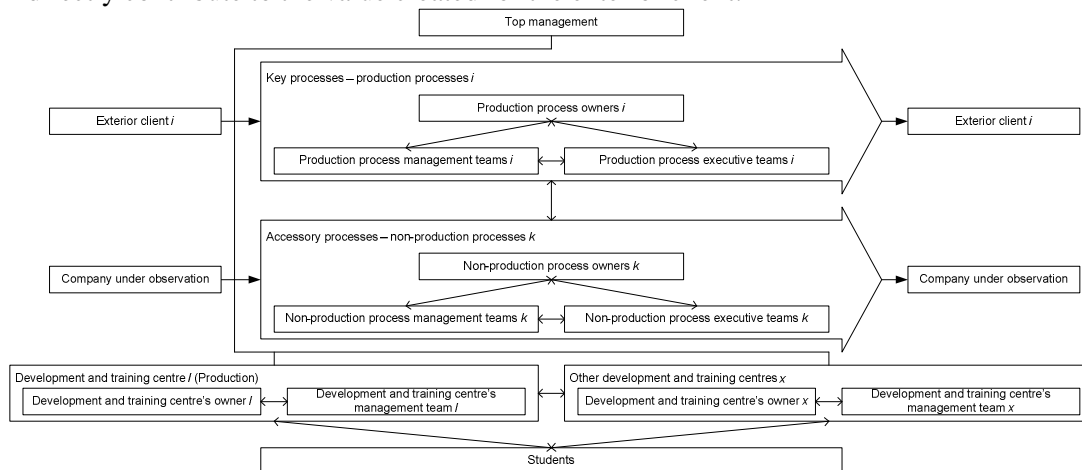 Top management
Key processes – production processes i
Production process owners i
Exterior client i
Exterior client i
Production process management teams i
Production process executive teams i
Accessory processes – non-production processes k
Non-production process owners k
Company under observation
Company under observation
Non-production process management teams k
Non-production process executive teams k
Development and training centre l (Production)
Other development and training centres x
Development and training centre's owner l
Development and training centre's
management team l
Development and training centre's owner x
Development and training centre's
management team x
Students